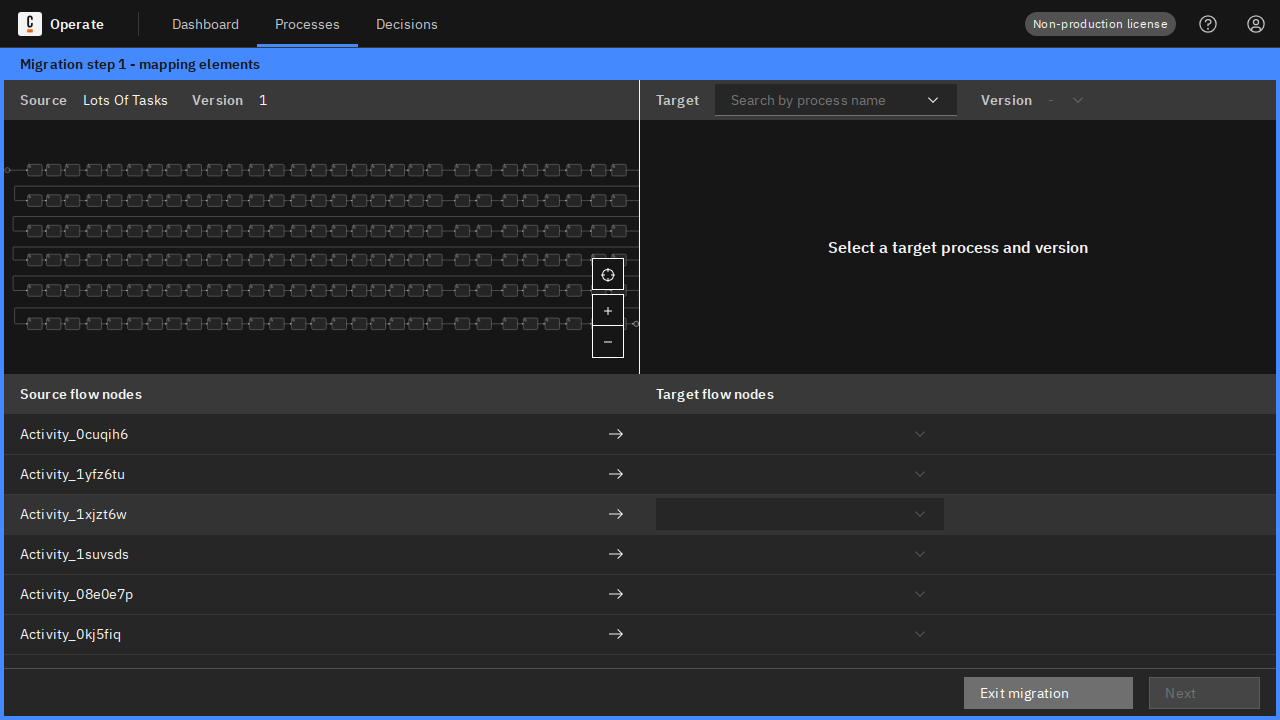 Operate
Dashboard
Processes
Decisions
Non-production license
Migration step 1 - mapping elements
Source Lots Of Tasks Version 1
Target Search by process name Version -
Select a target process and version
Source flow nodes
Target flow nodes
Activity_0cuqih6
Activity_1yfz6tu
Activity_1xjzt6w
Activity_1suvsds
Activity_08e0e7p
Activity_0kj5fiq
Exit migration
Next